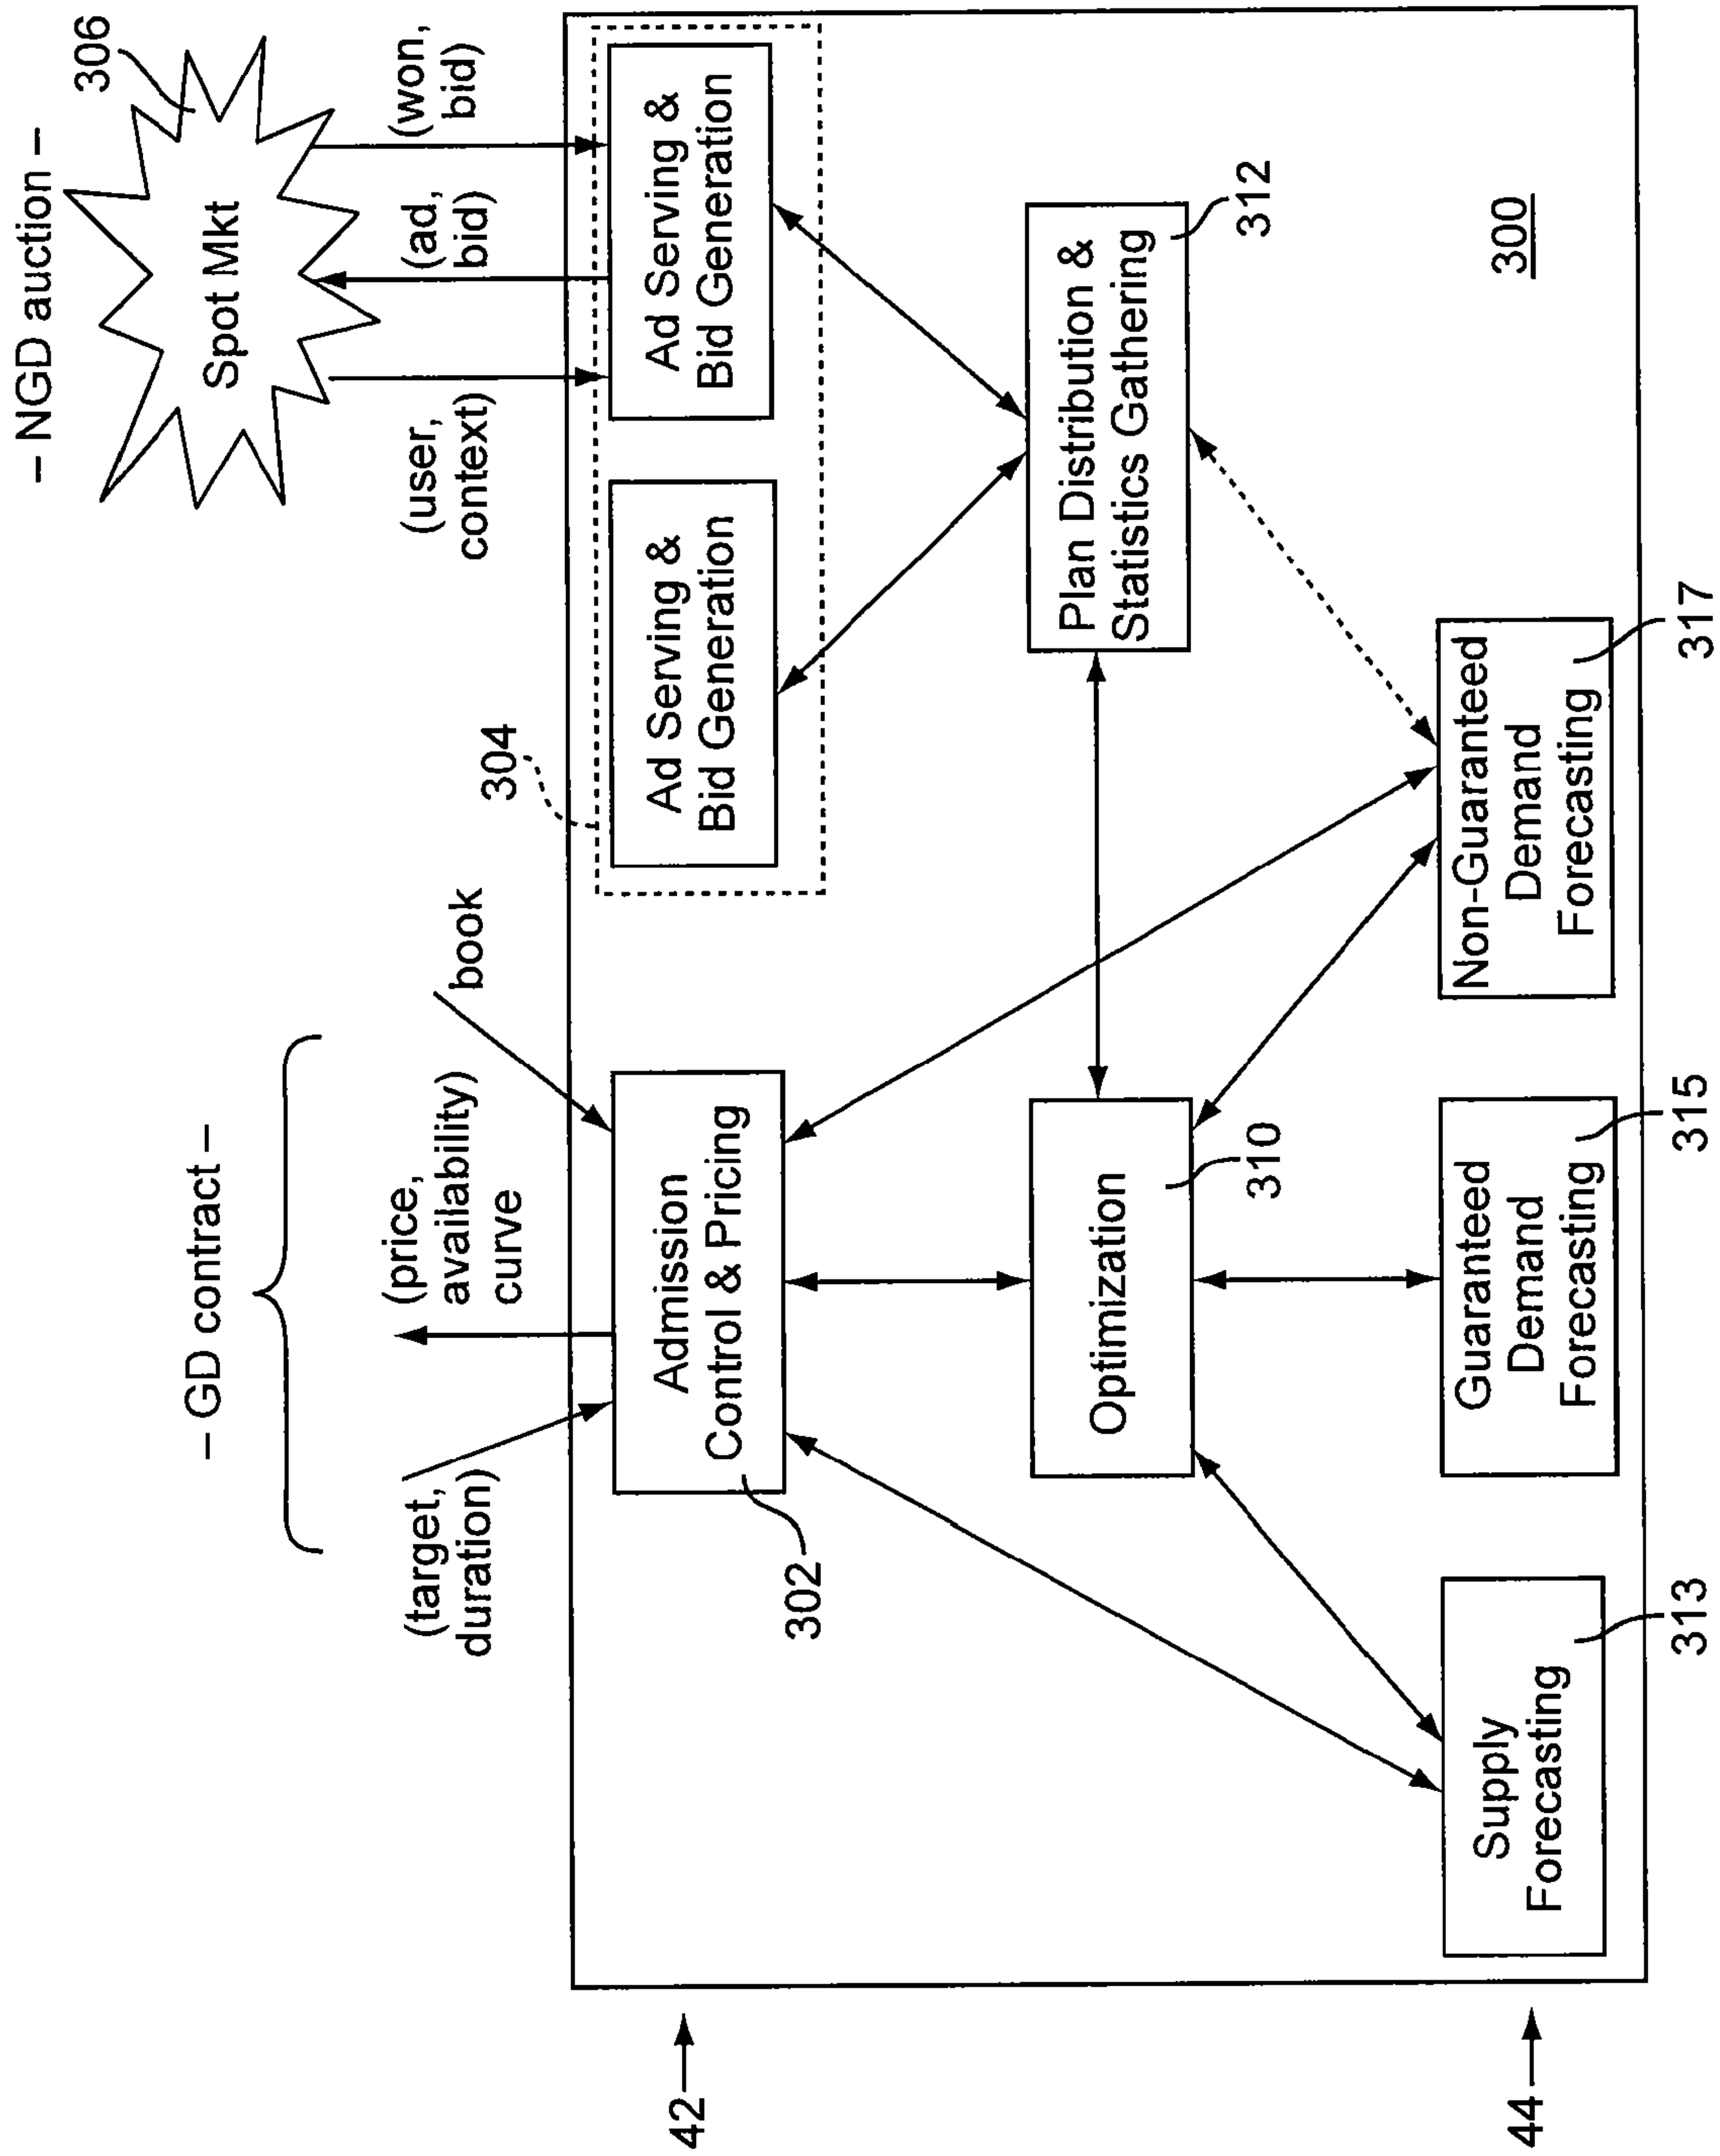 – GD contract –
– NGD auction –
306
Spot Mkt
(target,
duration)
(price,
availability)
curve
book
(user,
context)
(ad,
bid)
(won,
bid)
304
42
Admission
Control & Pricing
302
Ad Serving &
Bid Generation
Ad Serving &
Bid Generation
Optimization
310
Plan Distribution &
Statistics Gathering
312
300
44
Supply
Forecasting
313
Guaranteed
Demand
Forecasting
315
Non-Guaranteed
Demand
Forecasting
317